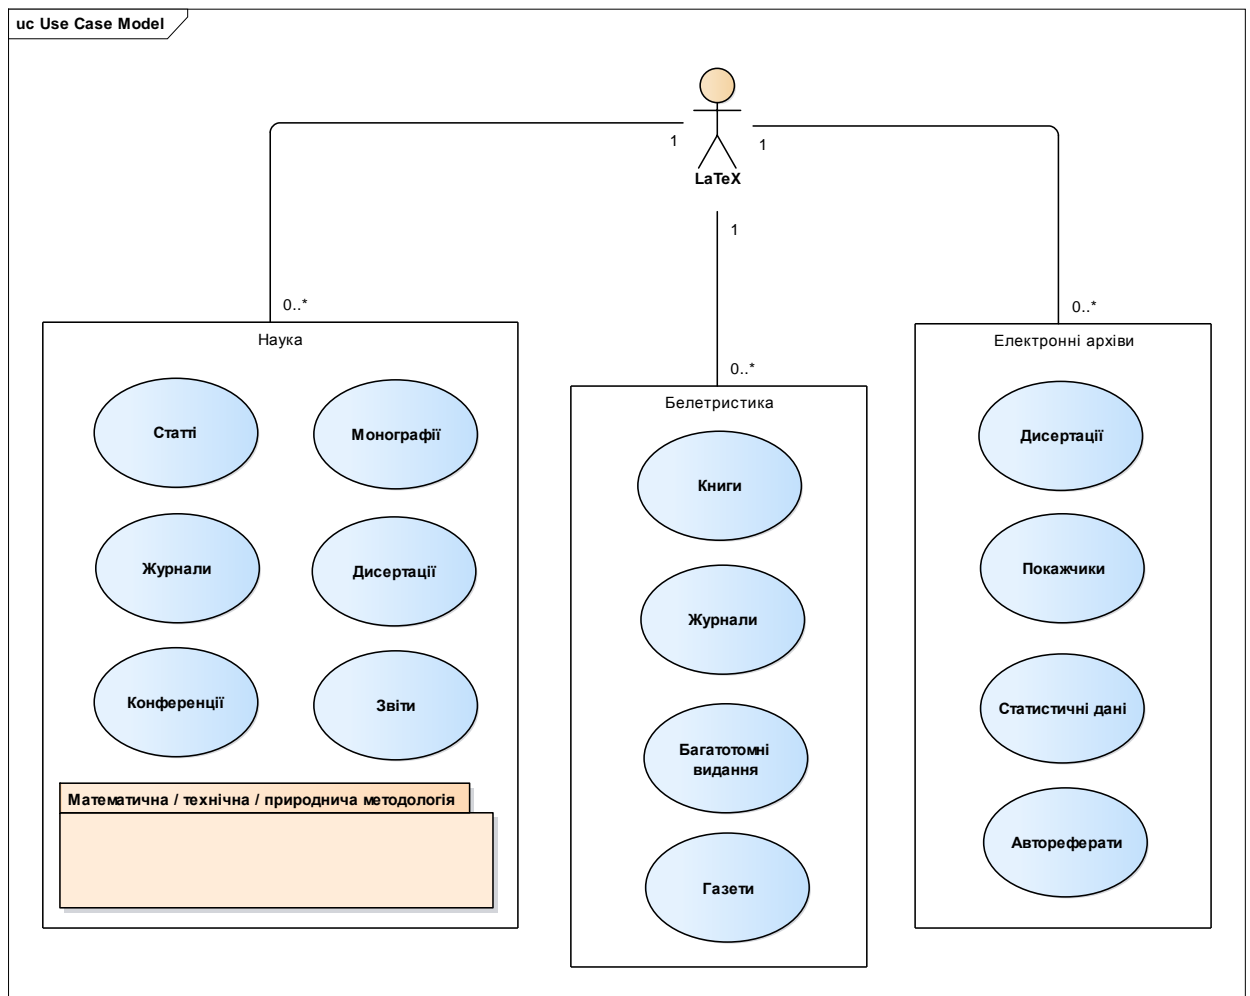 uc Use Case Model
LaTeX
1
1
1
0..*
0..*
0..*
Наука
Статті
Монографії
Журнали
Дисертації
Конференції
Звіти
Математична / технічна / природнича методологія
Белетристика
Книги
Журнали
Багатотомні
видання
Газети
Електронні архіви
Дисертації
Покажчики
Статистичні дані
Автореферати